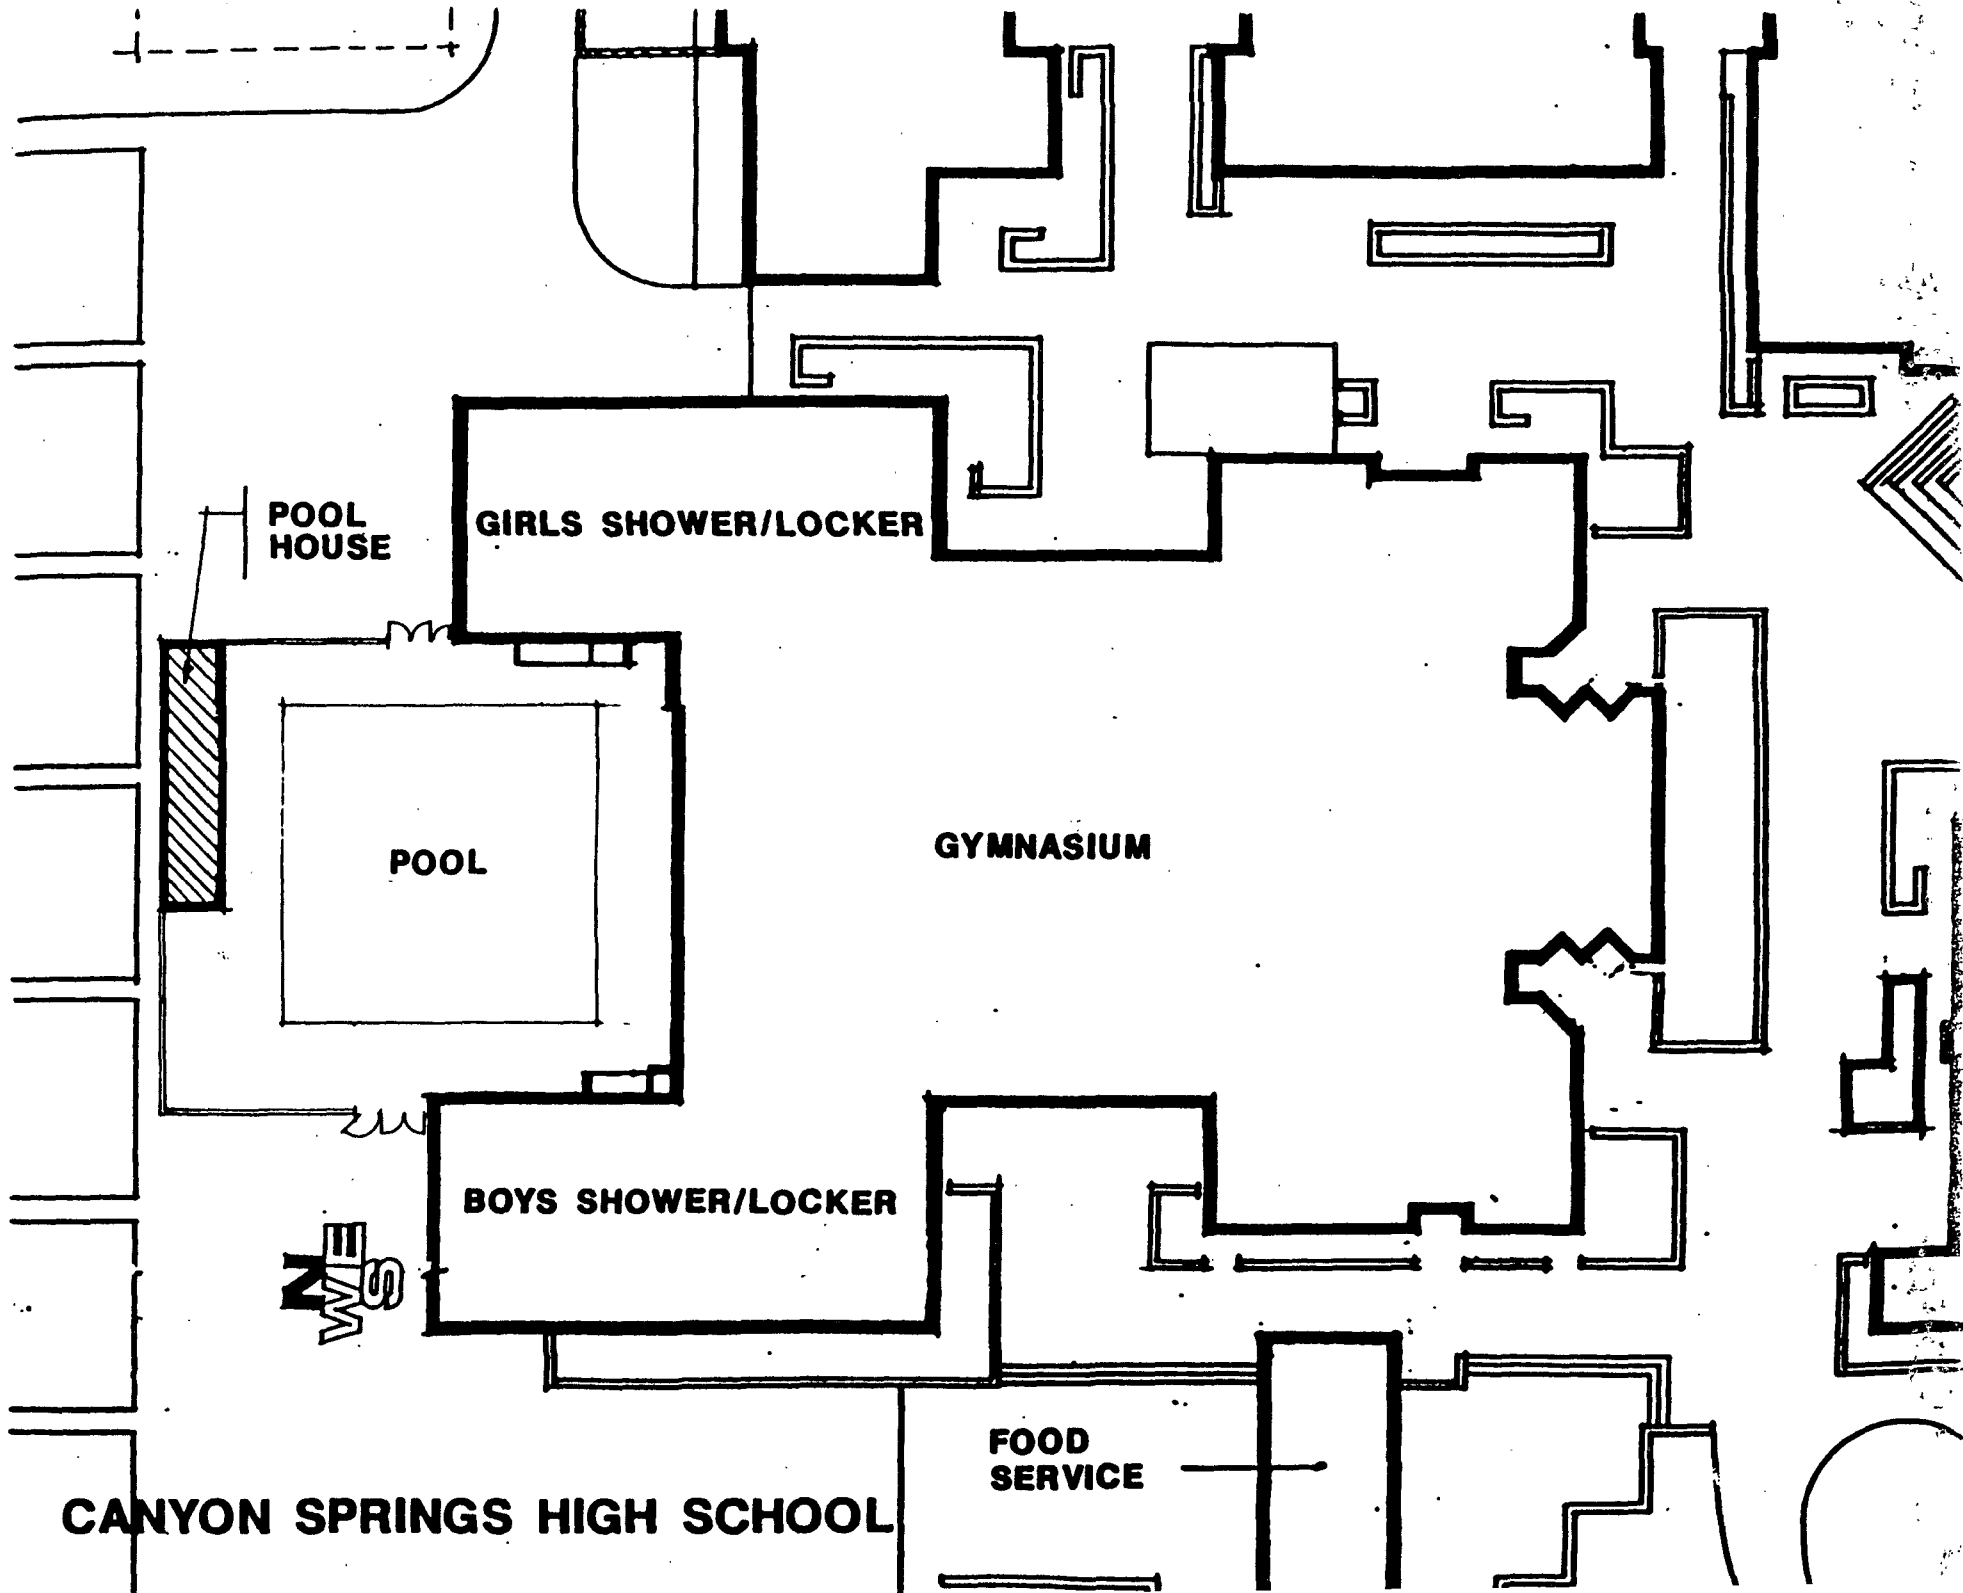 POOL
HOUSE
GIRLS SHOWER/LOCKER
POOL
GYMNASIUM
BOYS SHOWER/LOCKER
N
E
W
S
FOOD
SERVICE
CANYON SPRINGS HIGH SCHOOL